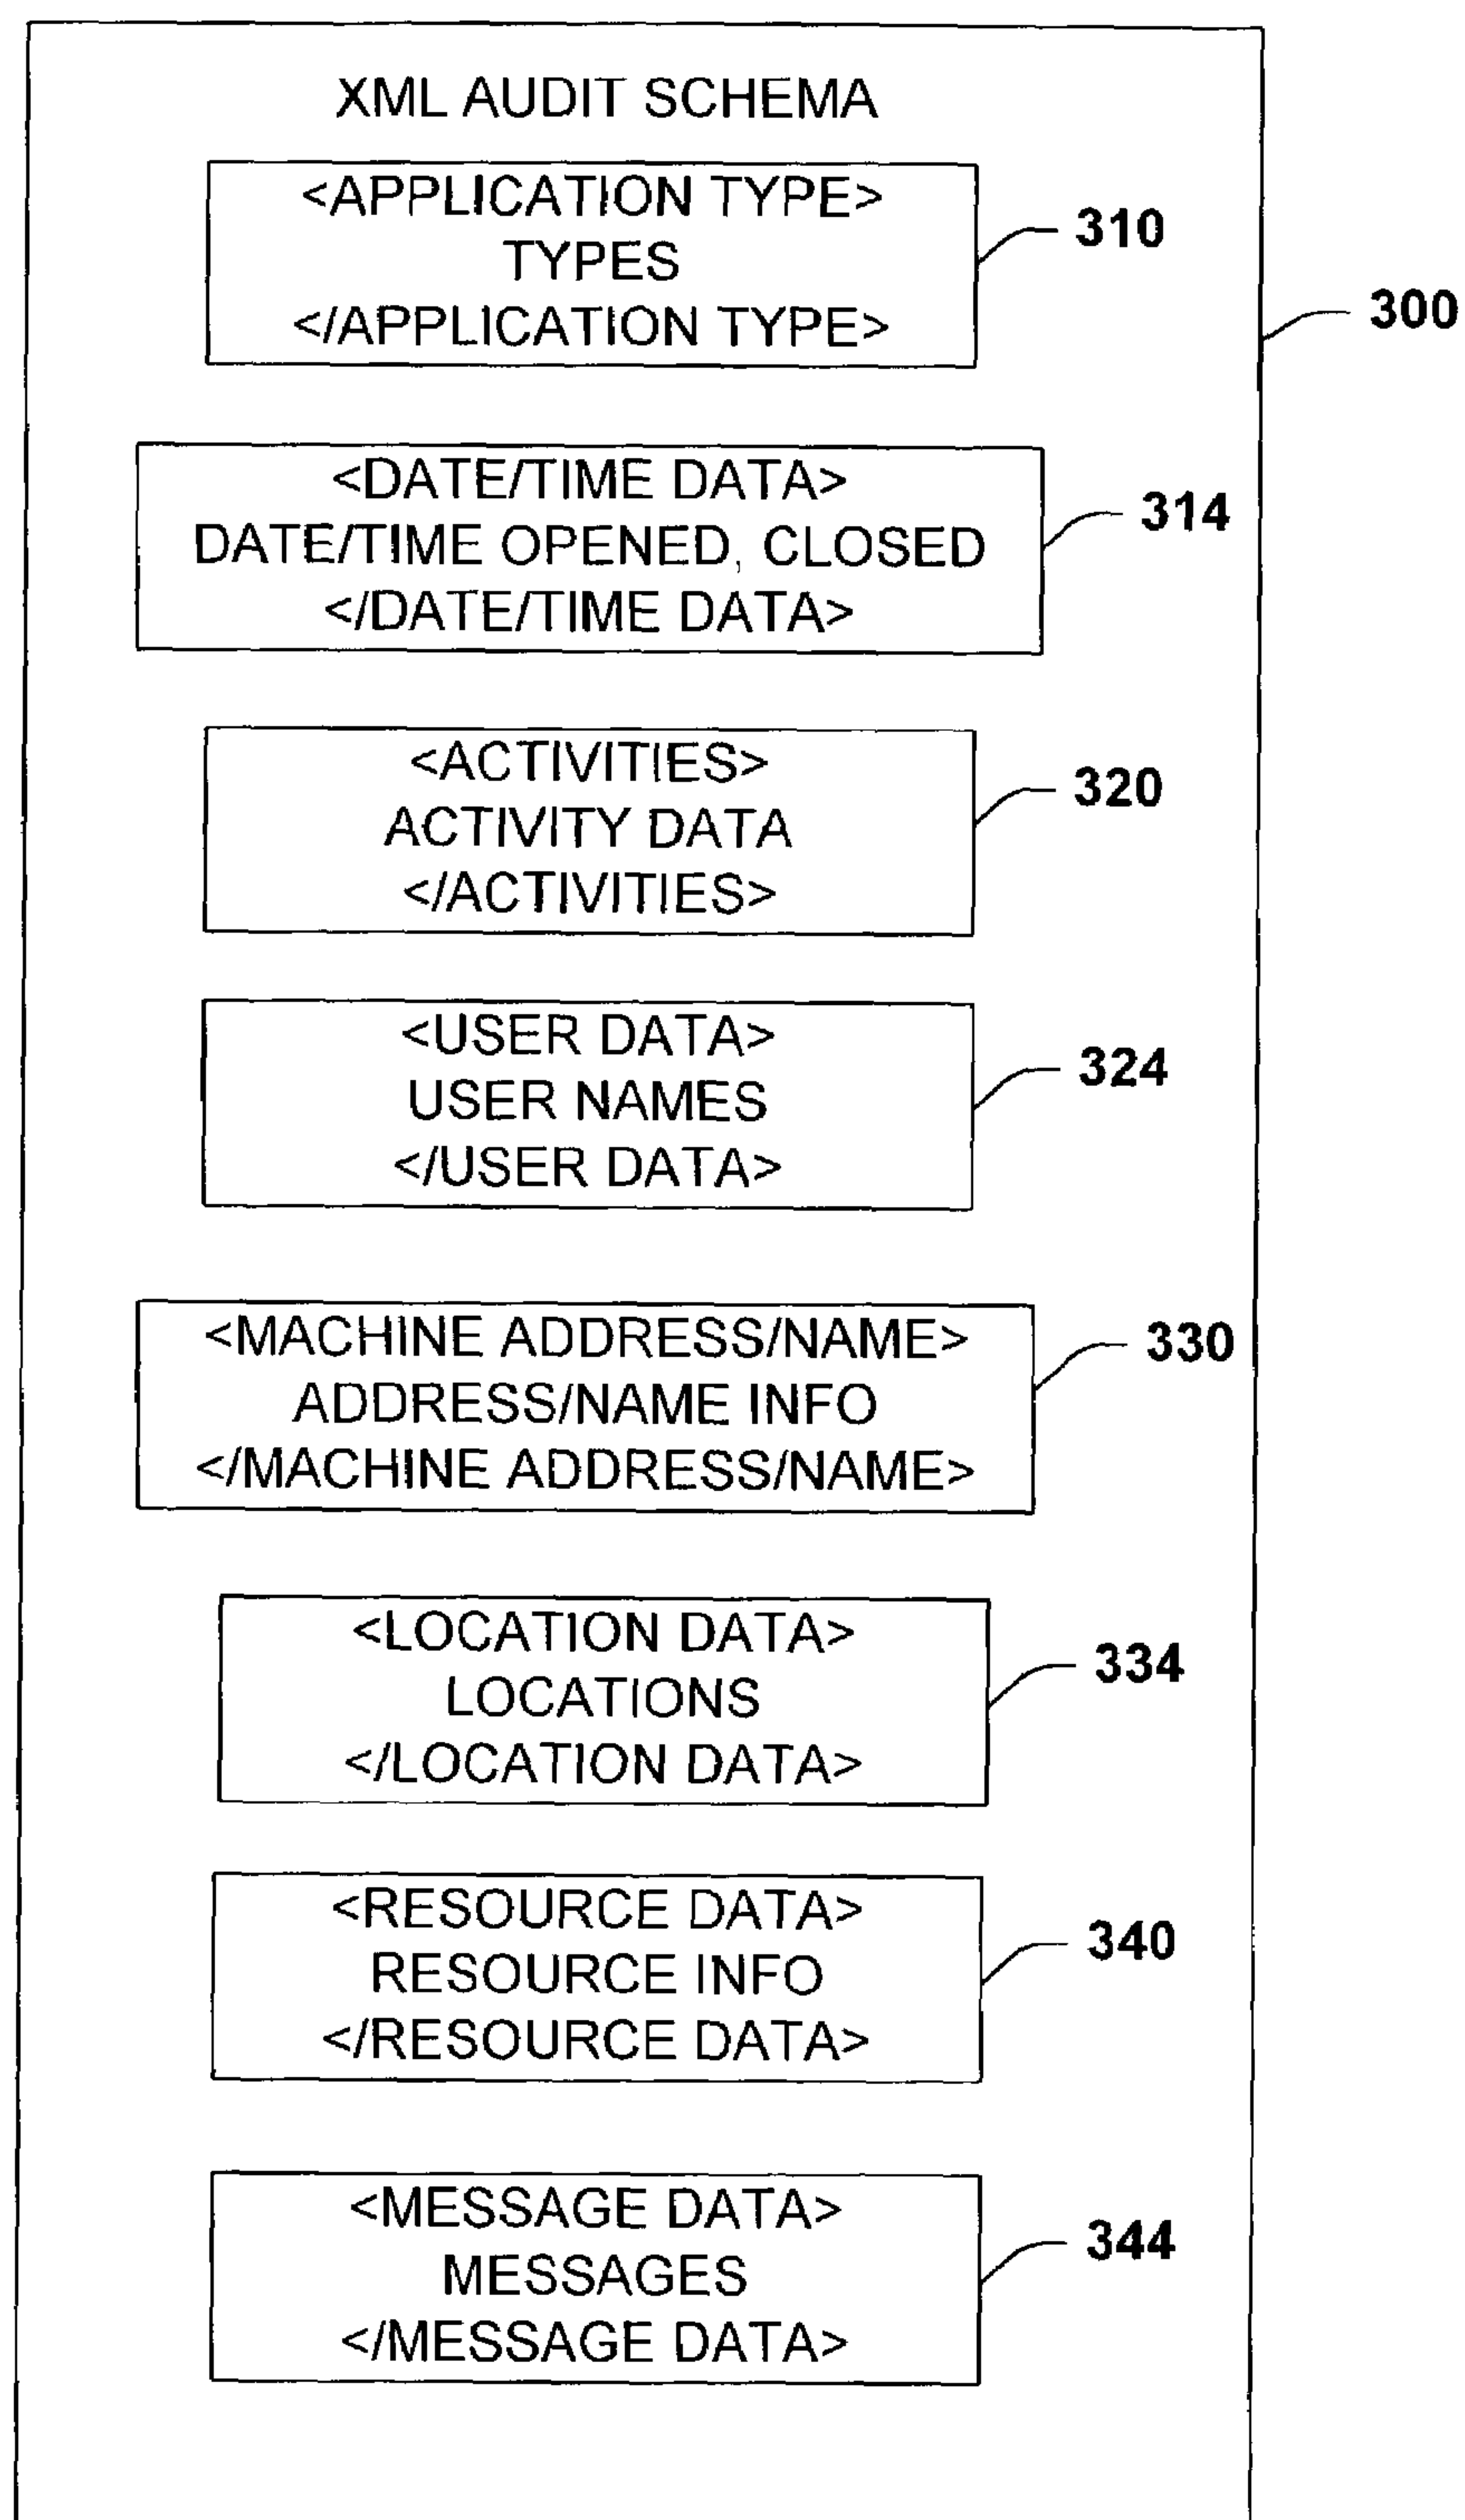 XML AUDIT SCHEMA
<APPLICATION TYPE>
TYPES
</APPLICATION TYPE>
310
300
<DATE/TIME DATA>
DATE/TIME OPENED, CLOSED
</DATE/TIME DATA>
314
<ACTIVITIES>
ACTIVITY DATA
</ACTIVITIES>
320
<USER DATA>
USER NAMES
</USER DATA>
324
<MACHINE ADDRESS/NAME>
ADDRESS/NAME INFO
</MACHINE ADDRESS/NAME>
330
<LOCATION DATA>
LOCATIONS
</LOCATION DATA>
334
<RESOURCE DATA>
RESOURCE INFO
</RESOURCE DATA>
340
<MESSAGE DATA>
MESSAGES
</MESSAGE DATA>
344